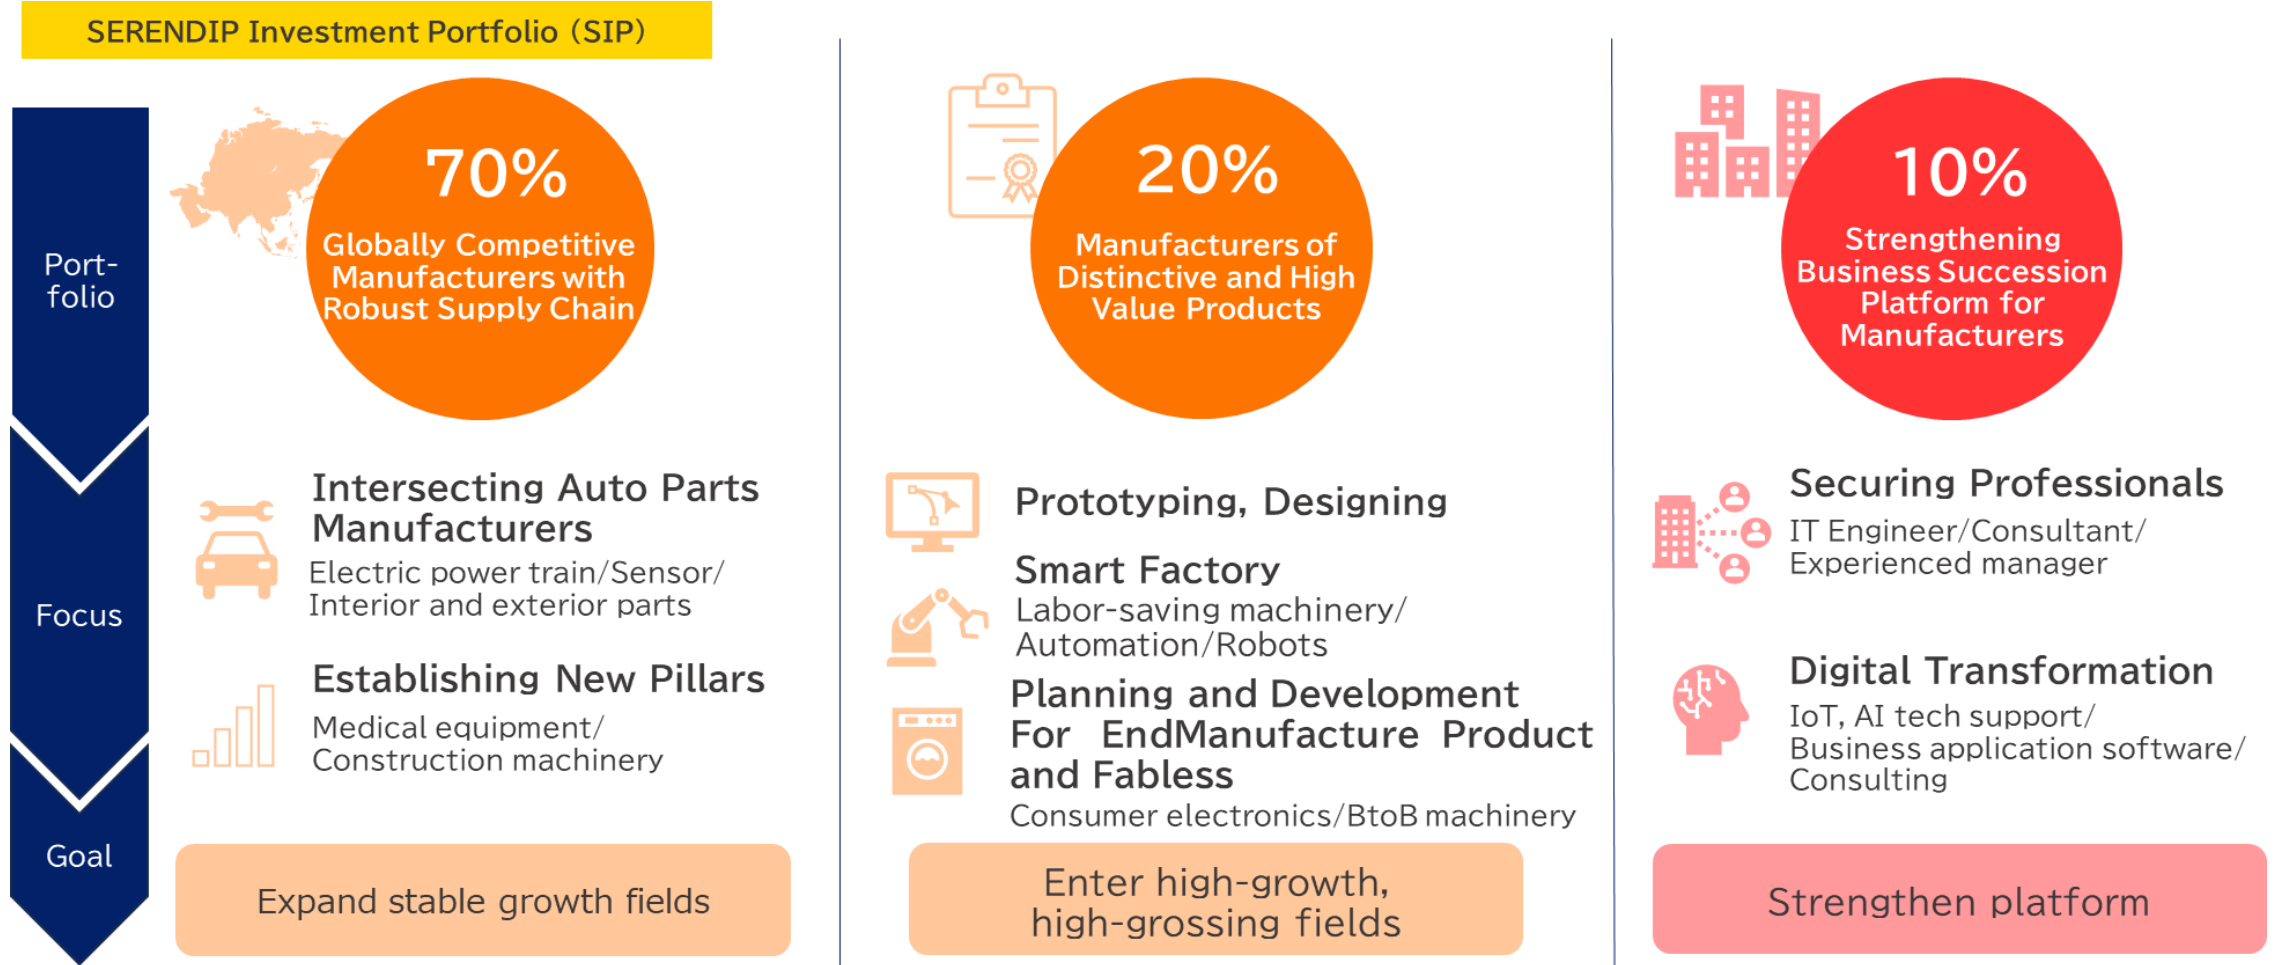 SERENDIP Investment Portfolio (SIP)
Port-
folio
Focus
Goal
70%
Globally Competitive
Manufacturers with
Robust Supply Chain
Intersecting Auto Parts
Manufacturers
Electric power train/Sensor/
Interior and exterior parts
Establishing New Pillars
Medical equipment/
Construction machinery
Expand stable growth fields
20%
Manufacturers of
Distinctive and High
Value Products
Prototyping, Designing
Smart Factory
Labor-saving machinery/
Automation/Robots
Planning and Development
For EndManufacture Product
and Fabless
Consumer electronics/BtoB machinery
Enter high-growth,
high-grossing fields
10%
Strengthening
Business Succession
Platform for
Manufacturers
Securing Professionals
IT Engineer/Consultant/
Experienced manager
Digital Transformation
IoT, AI tech support/
Business application software/
Consulting
Strengthen platform